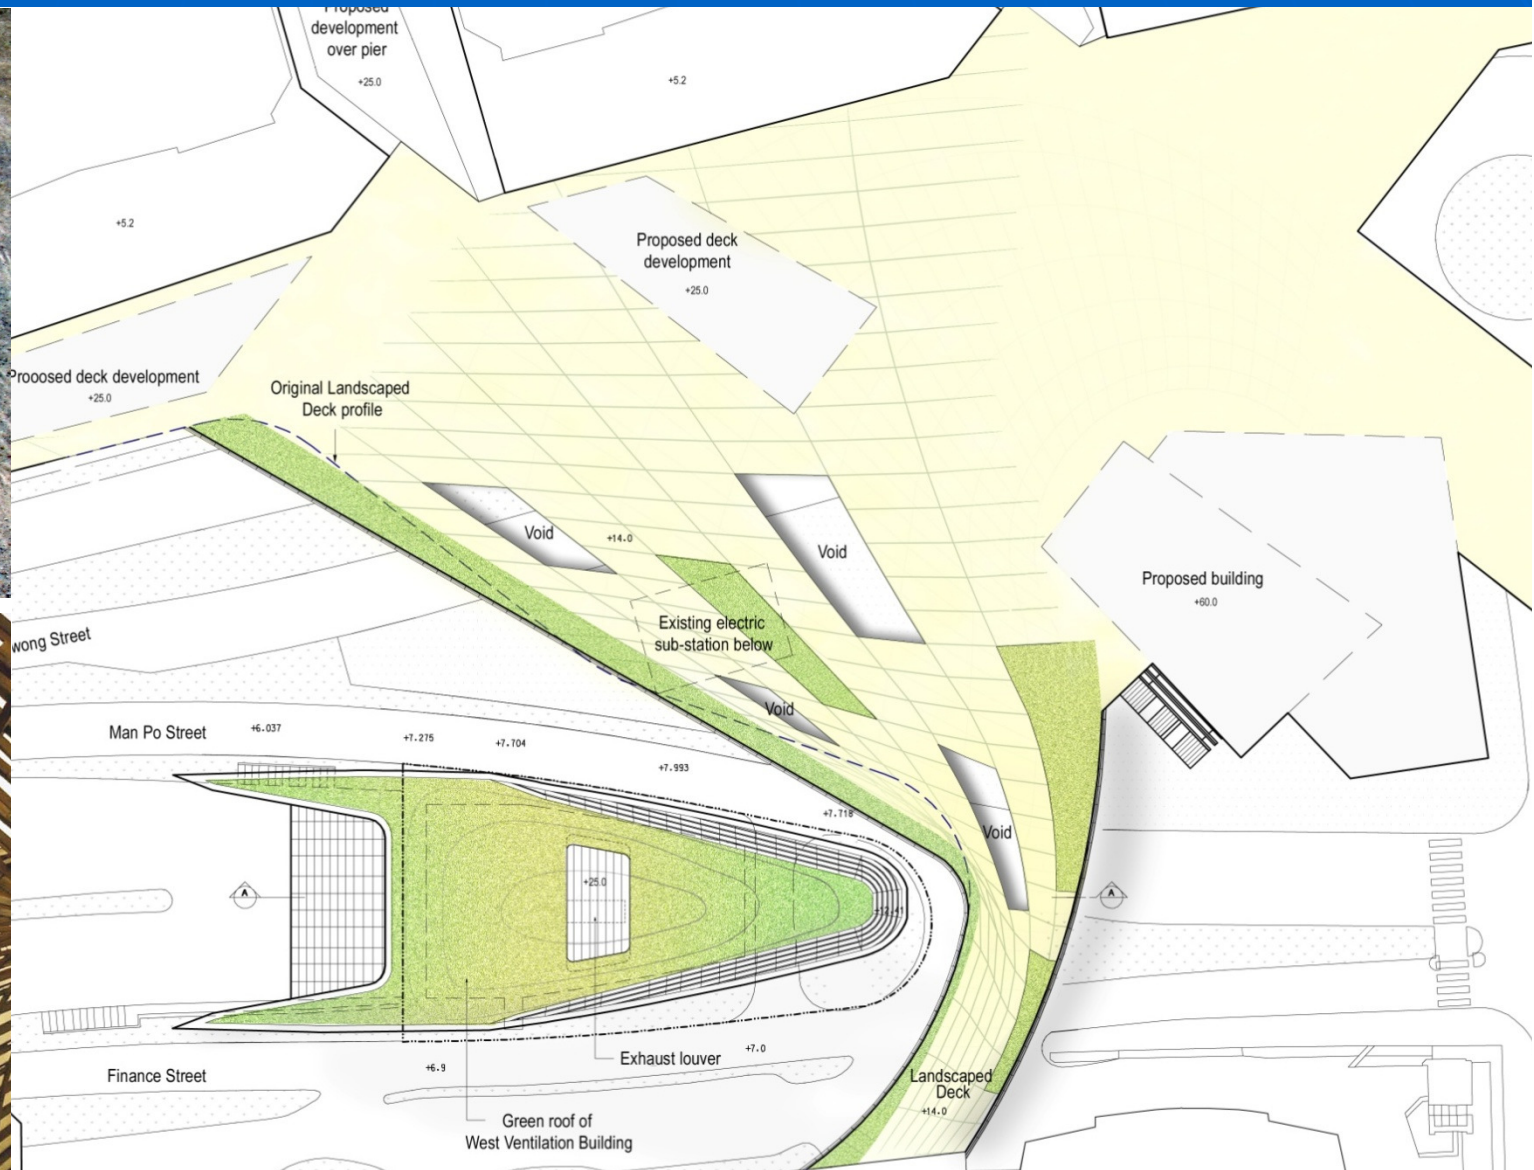 Proposed
development
over pier
+25.0
+5.2
+5.2
Proposed deck
development
+25.0
Prooosed deck development
+25.0
Original Landscaped
Deck profile
Void
+14.0
Void
Proposed building
+60.0
Existing electric
sub-station below
wong Street
Void
Man Po Street
+6.037
+7.275
+7.704
+7.993
+7.718
Void
+25.0
A
A
Exhaust louver
+7.0
+6.9
Finance Street
Landscaped
Deck
+14.0
Green roof of
West Ventilation Building